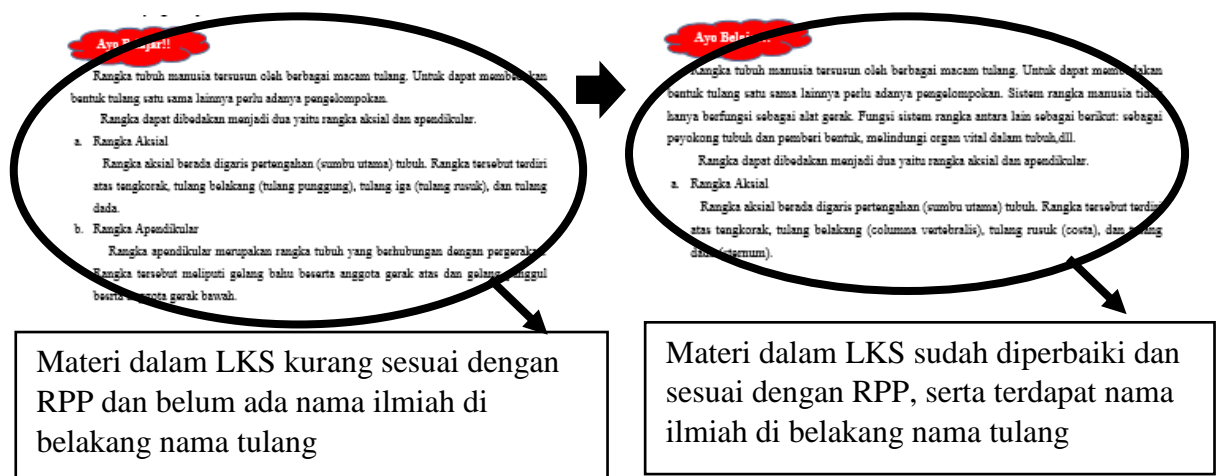 Ayo Belajar!!
Rangka tubuh manusia tersusun oleh berbagai macam tulang. Untuk dapat membedakan
bentuk tulang satu sama lainnya perlu adanya pengelompokan.
Rangka dapat dibedakan menjadi dua yaitu rangka aksial dan apendikular.
a. Rangka Aksial
Rangka aksial berada digaris pertengahan (sumbu utama) tubuh. Rangka tersebut terdiri
atas tengkorak, tulang belakang (tulang punggung), tulang iga (tulang rusuk), dan tulang
dada.
b. Rangka Apendikular
Rangka apendikular merupakan rangka tubuh yang berhubungan dengan pergerakan.
Rangka tersebut meliputi gelang bahu beserta anggota gerak atas dan gelang panggul
besrta anggota gerak bawah.
Materi dalam LKS kurang sesuai dengan
RPP dan belum ada nama ilmiah di
belakang nama tulang
Ayo Belajar!!
Rangka tubuh manusia tersusun oleh berbagai macam tulang. Untuk dapat membedakan
bentuk tulang satu sama lainnya perlu adanya pengelompokan. Sistem rangka manusia tidak
hanya berfungsi sebagai alat gerak. Fungsi sistem rangka antara lain sebagai berikut: sebagai
peyokong tubuh dan pemberi bentuk, melindungi organ vital dalam tubuh,dll.
Rangka dapat dibedakan menjadi dua yaitu rangka aksial dan apendikular.
a. Rangka Aksial
Rangka aksial berada digaris pertengahan (sumbu utama) tubuh. Rangka tersebut terdiri
atas tengkorak, tulang belakang (columna vertebralis), tulang rusuk (costa), dan tulang
dada (sternum).
Materi dalam LKS sudah diperbaiki dan
sesuai dengan RPP, serta terdapat nama
ilmiah di belakang nama tulang